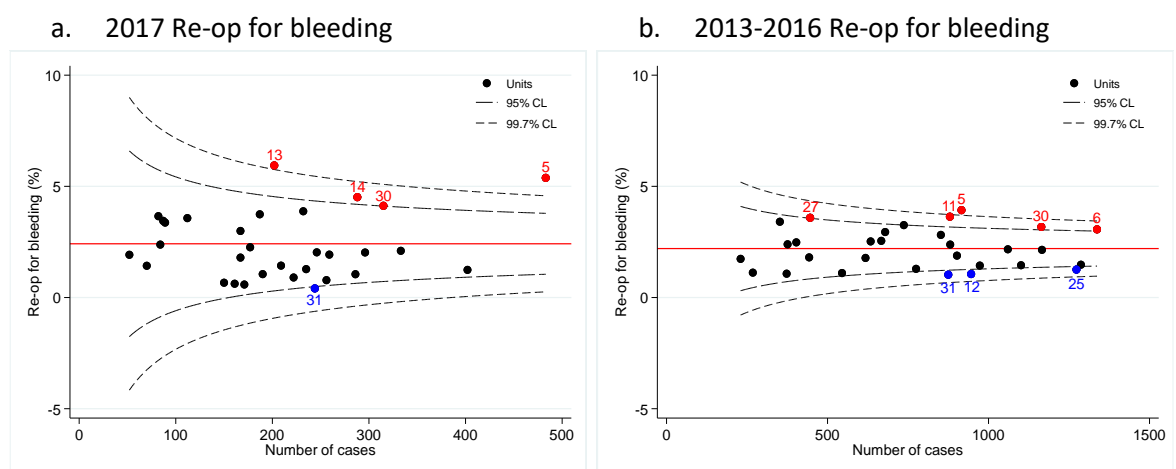 a. 2017 Re-op for bleeding
b. 2013-2016 Re-op for bleeding
Re-op for bleeding (%)
10
5
0
-5
0 100 200 300 400 500
Number of cases
Units
95% CL
99.7% CL
13
14
30
5
31
Re-op for bleeding (%)
10
5
0
-5
0 500 1000 1500
Number of cases
Units
95% CL
99.7% CL
27
11
5
30
6
31
12
25